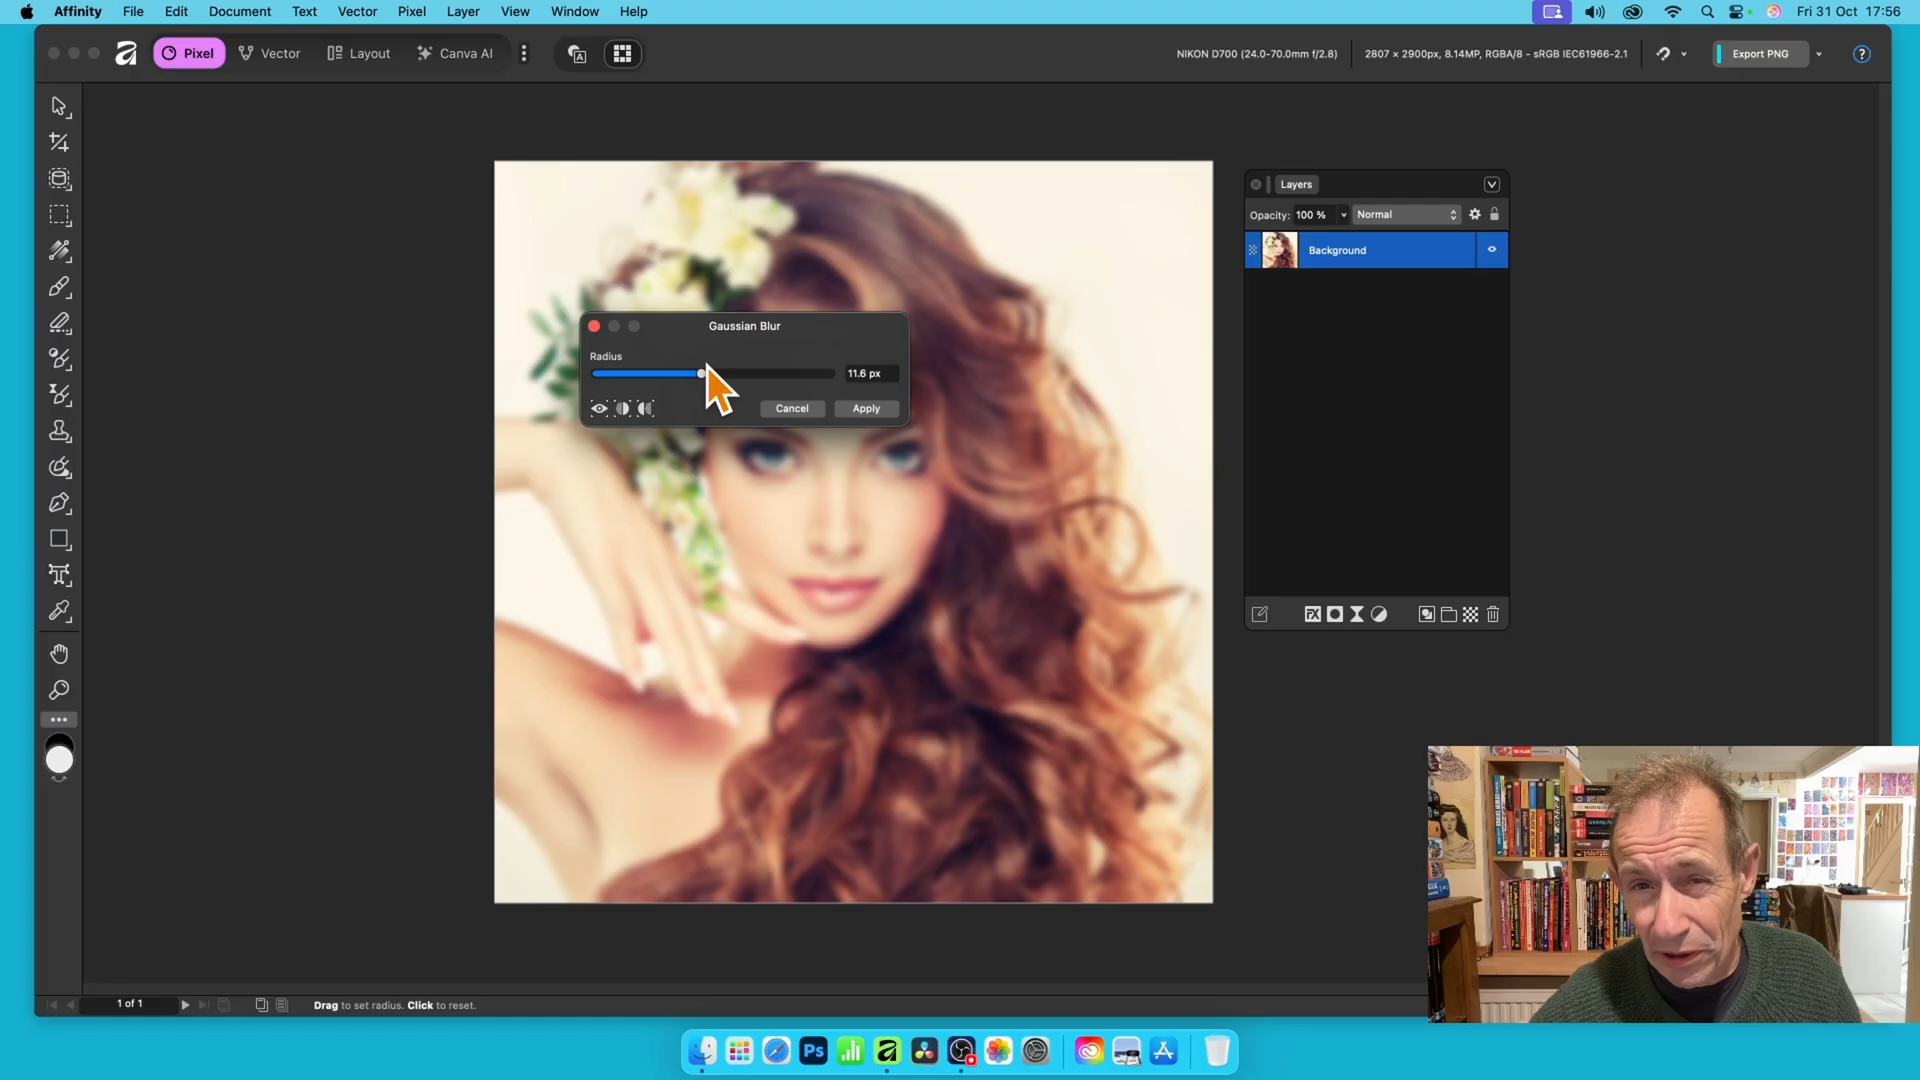 Affinity File Edit Document Text Vector Pixel Layer View Window Help Fri 31 Oct 17:56
Pixel Vector Layout Canva AI NIKON D700 (24.0-70.0mm f/2.8) 2807 × 2900px, 8.14MP, RGBA/8 - sRGB IEC61966-2.1 Export PNG ?
Layers
Opacity: 100 % Normal
Background
Gaussian Blur
Radius
11.6 px
Cancel Apply
1 of 1 Drag to set radius. Click to reset.
Ps